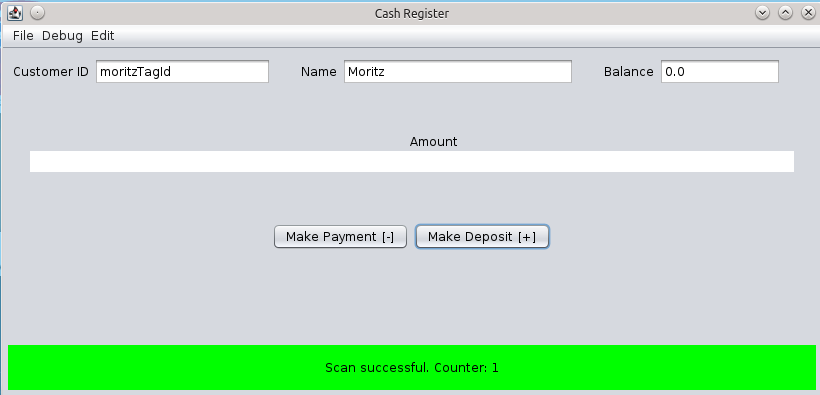 Cash Register
File Debug Edit
Customer ID moritzTagId Name Moritz Balance 0.0
Amount
Make Payment [-] Make Deposit [+]
Scan successful. Counter: 1